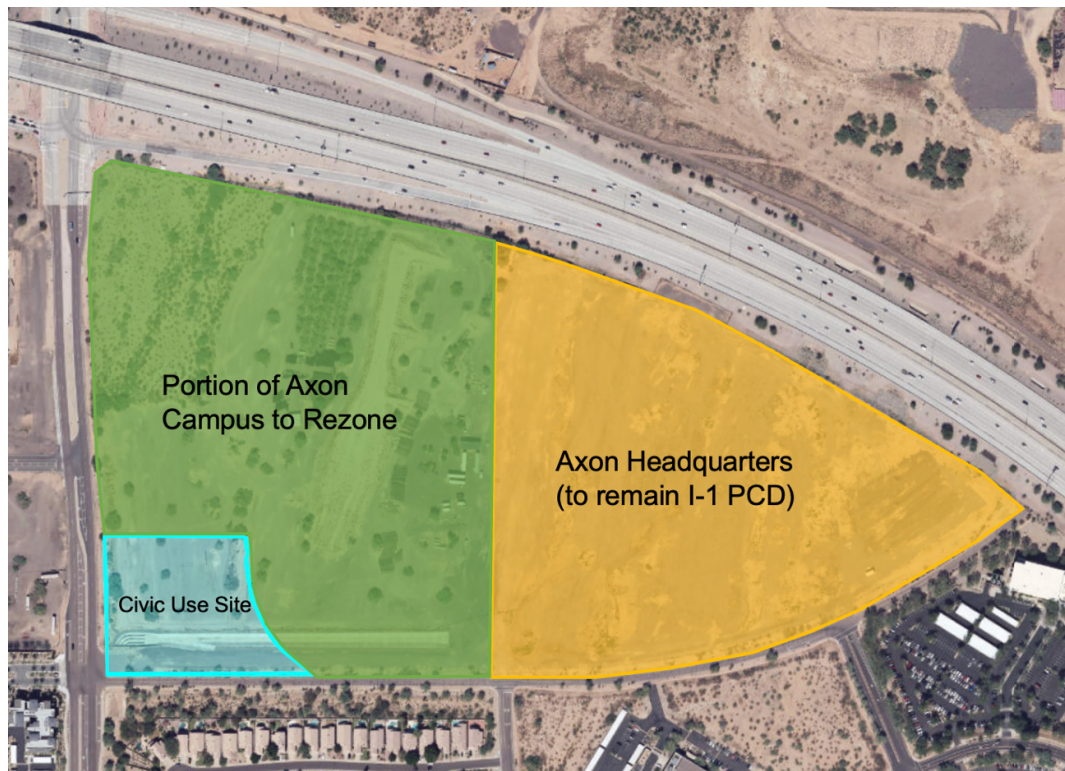 Portion of Axon
Campus to Rezone
Axon Headquarters
(to remain I-1 PCD)
Civic Use Site